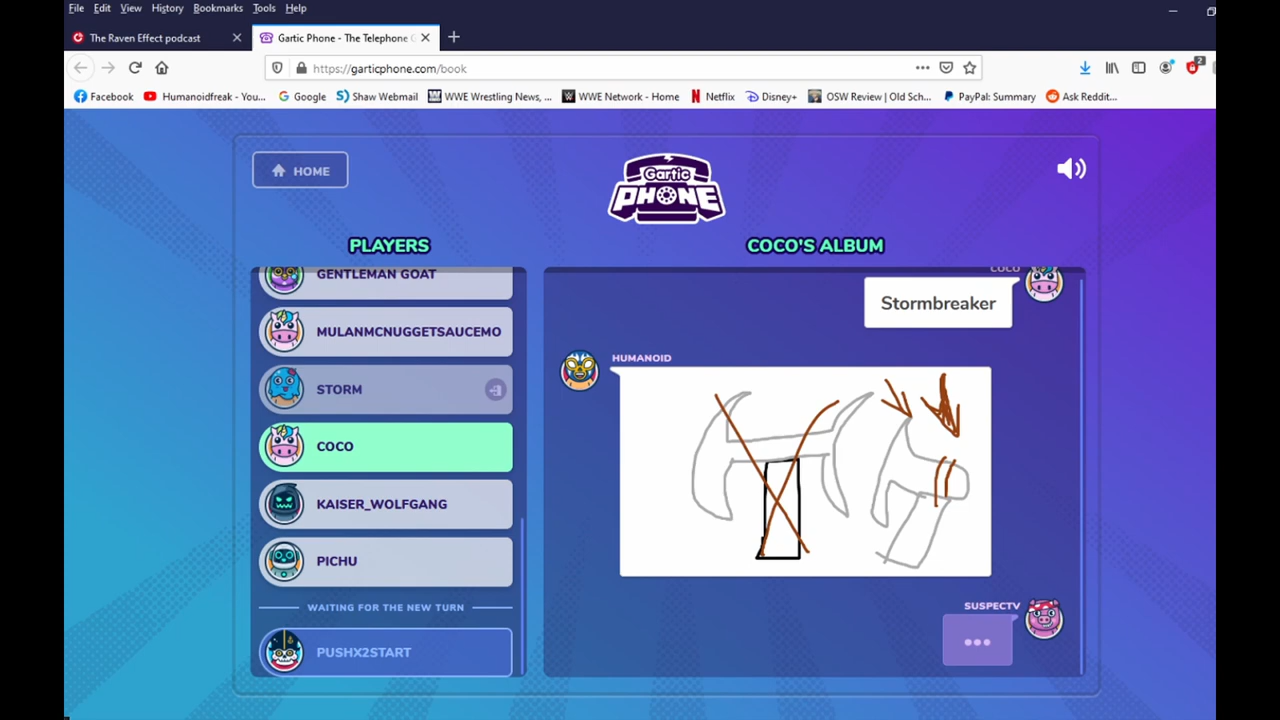 File Edit View History Bookmarks Tools Help
The Raven Effect podcast
Gartic Phone - The Telephone G
https://garticphone.com/book
2
Facebook Humanoidfreak - You... Google Shaw Webmail WWE Wrestling News, ... WWE Network - Home Netflix Disney+ OSW Review | Old Sch... PayPal: Summary Ask Reddit...
HOME
Gartic
PHONE
PLAYERS
COCO'S ALBUM
GENTLEMAN GOAT
MULANMCNUGGETSAUCEMO
STORM
COCO
KAISER_WOLFGANG
PICHU
WAITING FOR THE NEW TURN
PUSHX2START
COCO
Stormbreaker
HUMANOID
SUSPECTV
...